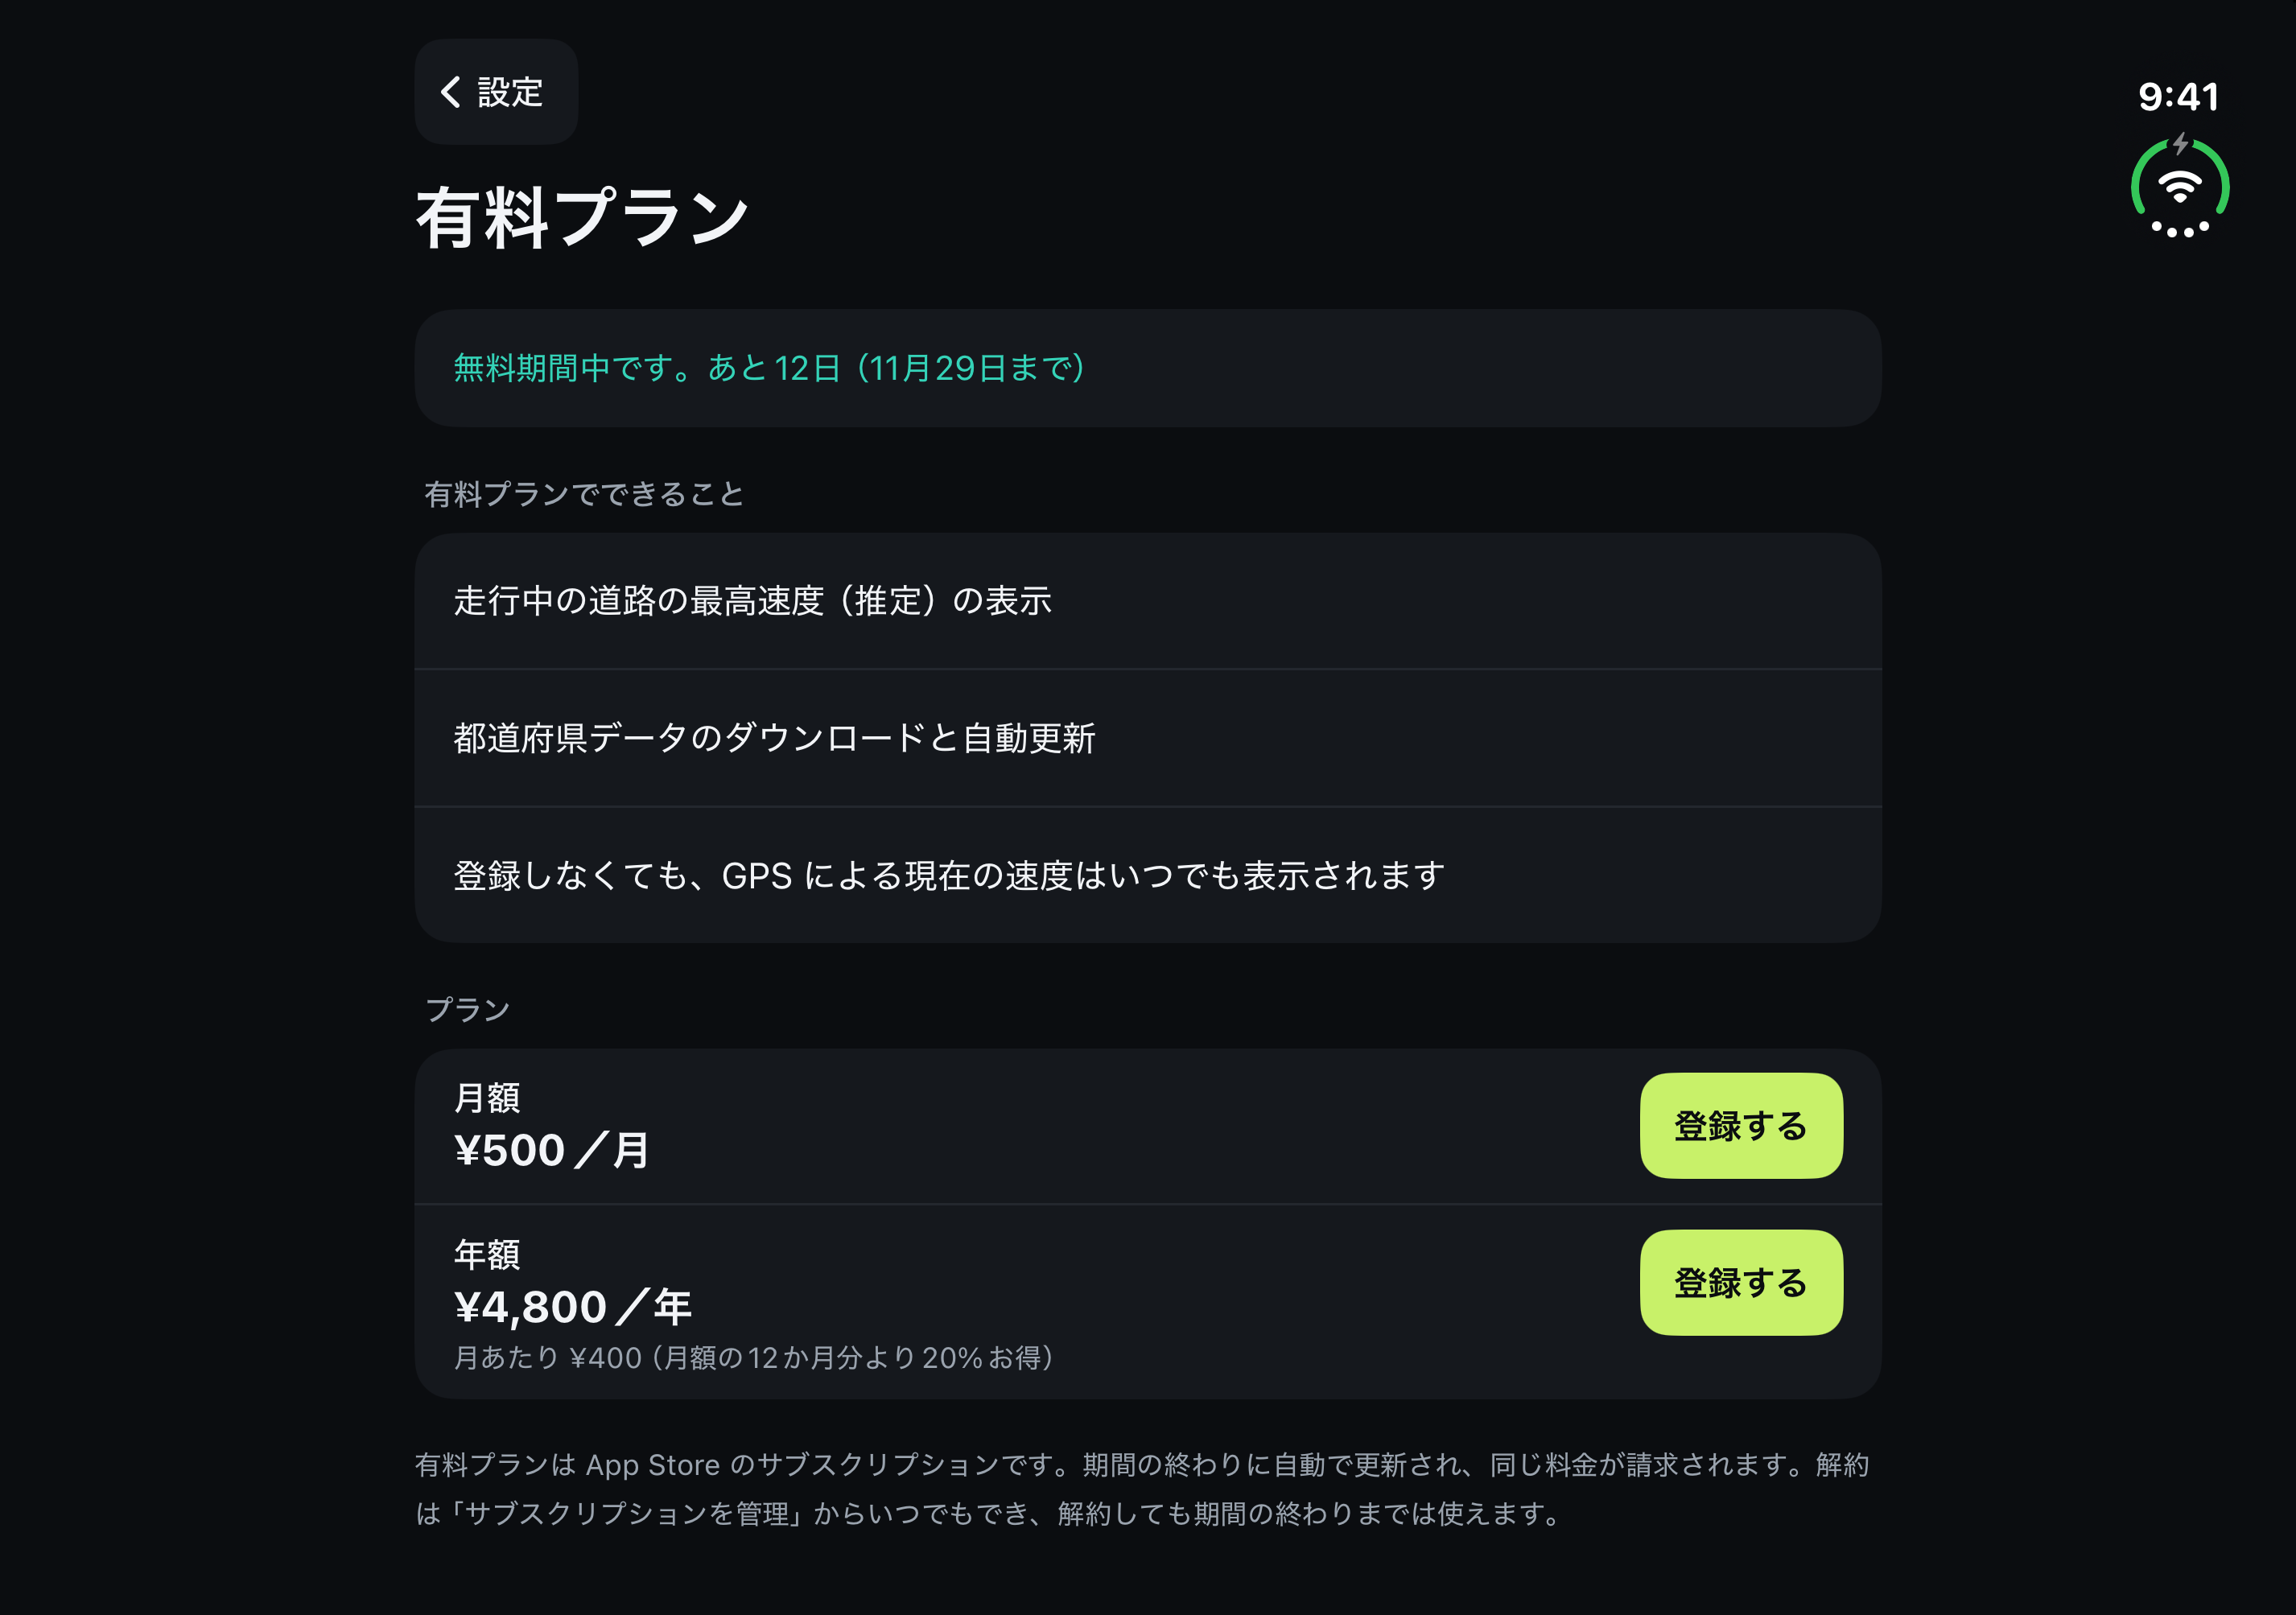 設定
9:41
有料プラン
無料期間中です。あと12日（11月29日まで）
有料プランでできること
走行中の道路の最高速度（推定）の表示
都道府県データのダウンロードと自動更新
登録しなくても、GPS による現在の速度はいつでも表示されます
プラン
月額
¥500／月
登録する
年額
¥4,800／年
登録する
月あたり ¥400（月額の12か月分より20%お得）
有料プランは App Store のサブスクリプションです。期間の終わりに自動で更新され、同じ料金が請求されます。解約
は「サブスクリプションを管理」からいつでもでき、解約しても期間の終わりまでは使えます。